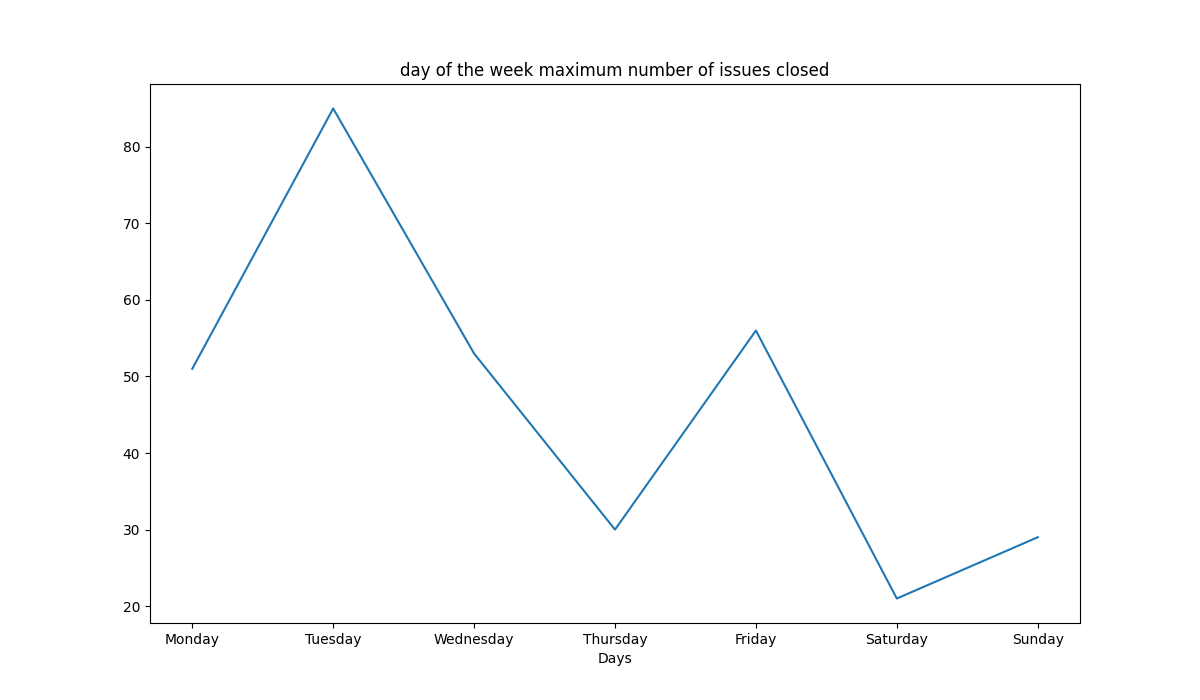 day of the week maximum number of issues closed
80
70
60
50
40
30
20
Monday Tuesday Wednesday Thursday Friday Saturday Sunday
Days